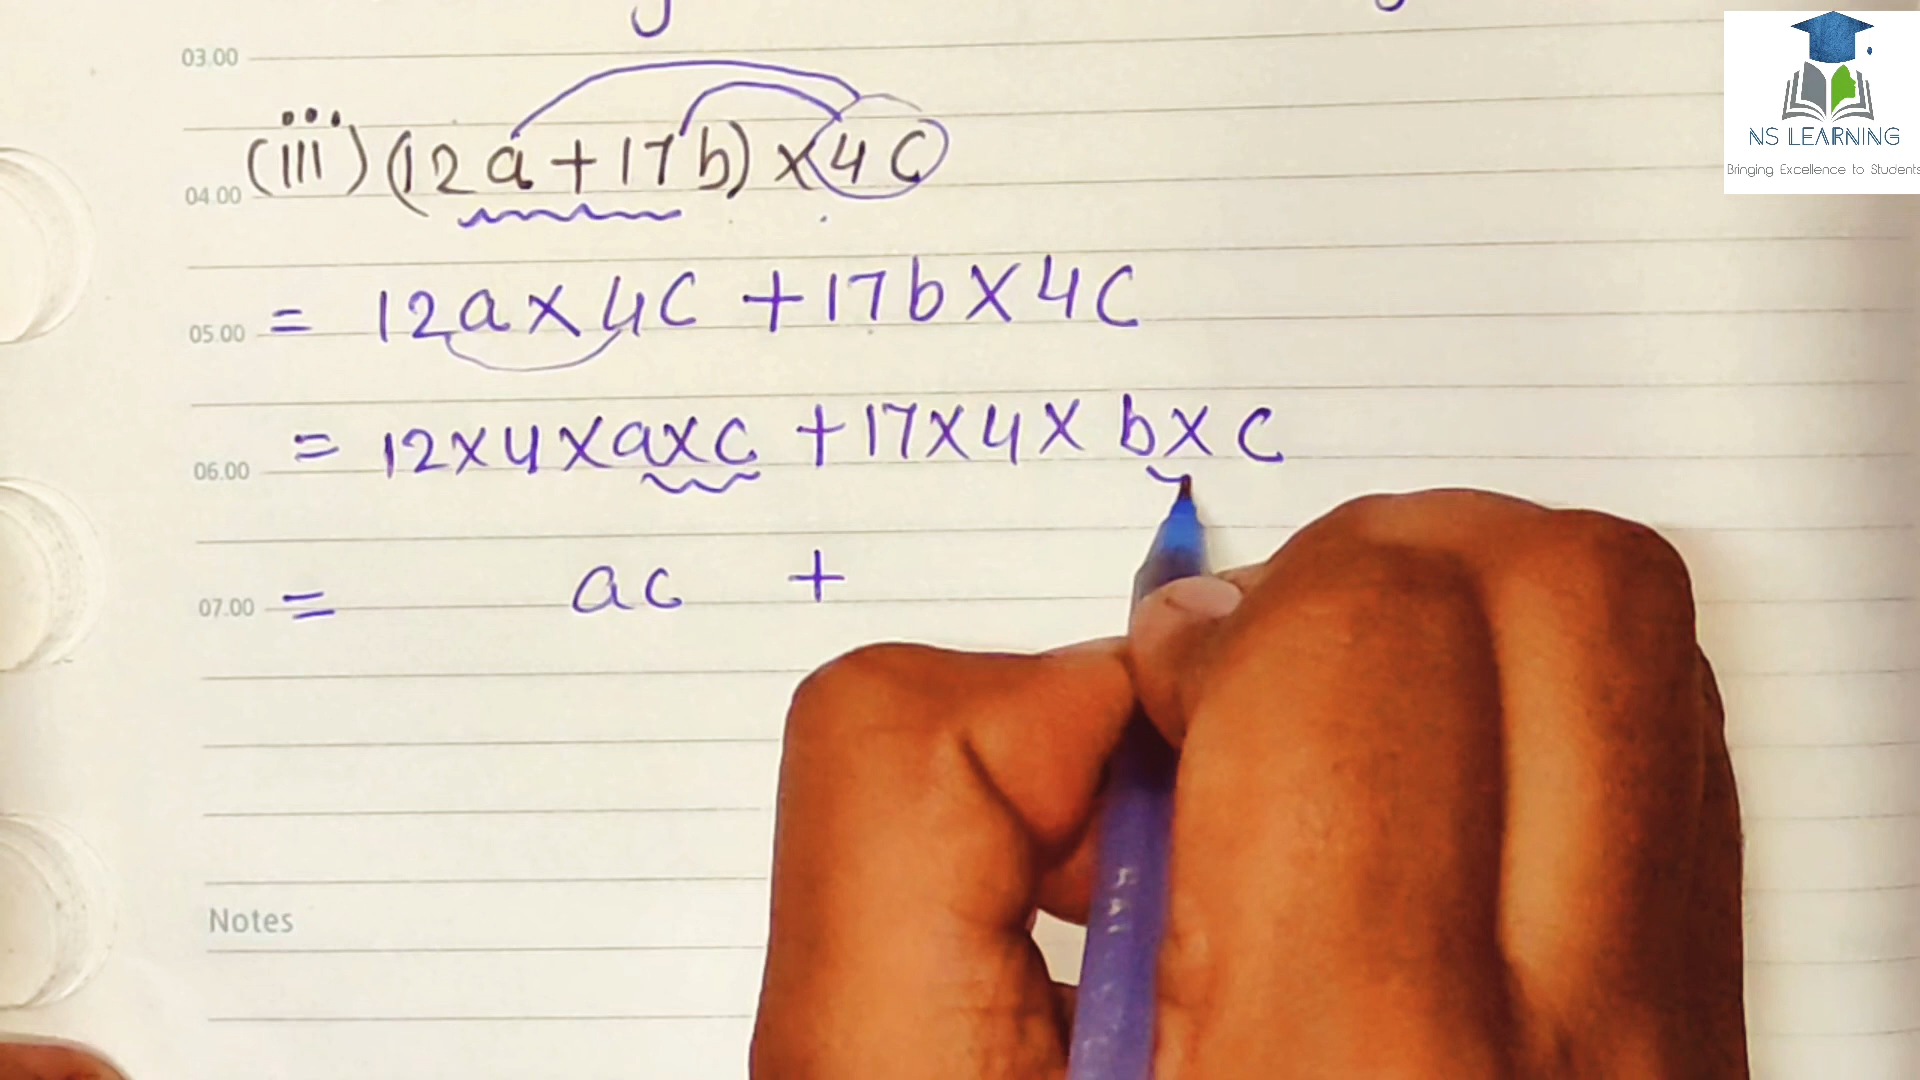 03.00
(iii) (12a+17b)×4c
04.00
= 12a×4c +17b×4c
05.00
= 12×4×a×c +17×4×b×c
06.00
= ac +
07.00
Notes
NS LEARNING
Bringing Excellence to Students